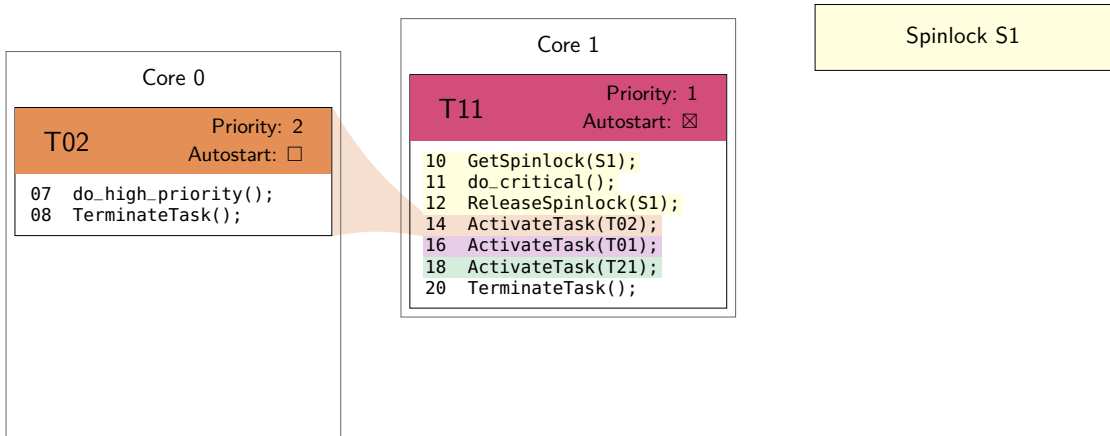 Core 0
T02
Priority: 2
Autostart: ☐
07 do_high_priority();
08 TerminateTask();
Core 1
T11
Priority: 1
Autostart: ☒
10 GetSpinlock(S1);
11 do_critical();
12 ReleaseSpinlock(S1);
14 ActivateTask(T02);
16 ActivateTask(T01);
18 ActivateTask(T21);
20 TerminateTask();
Spinlock S1